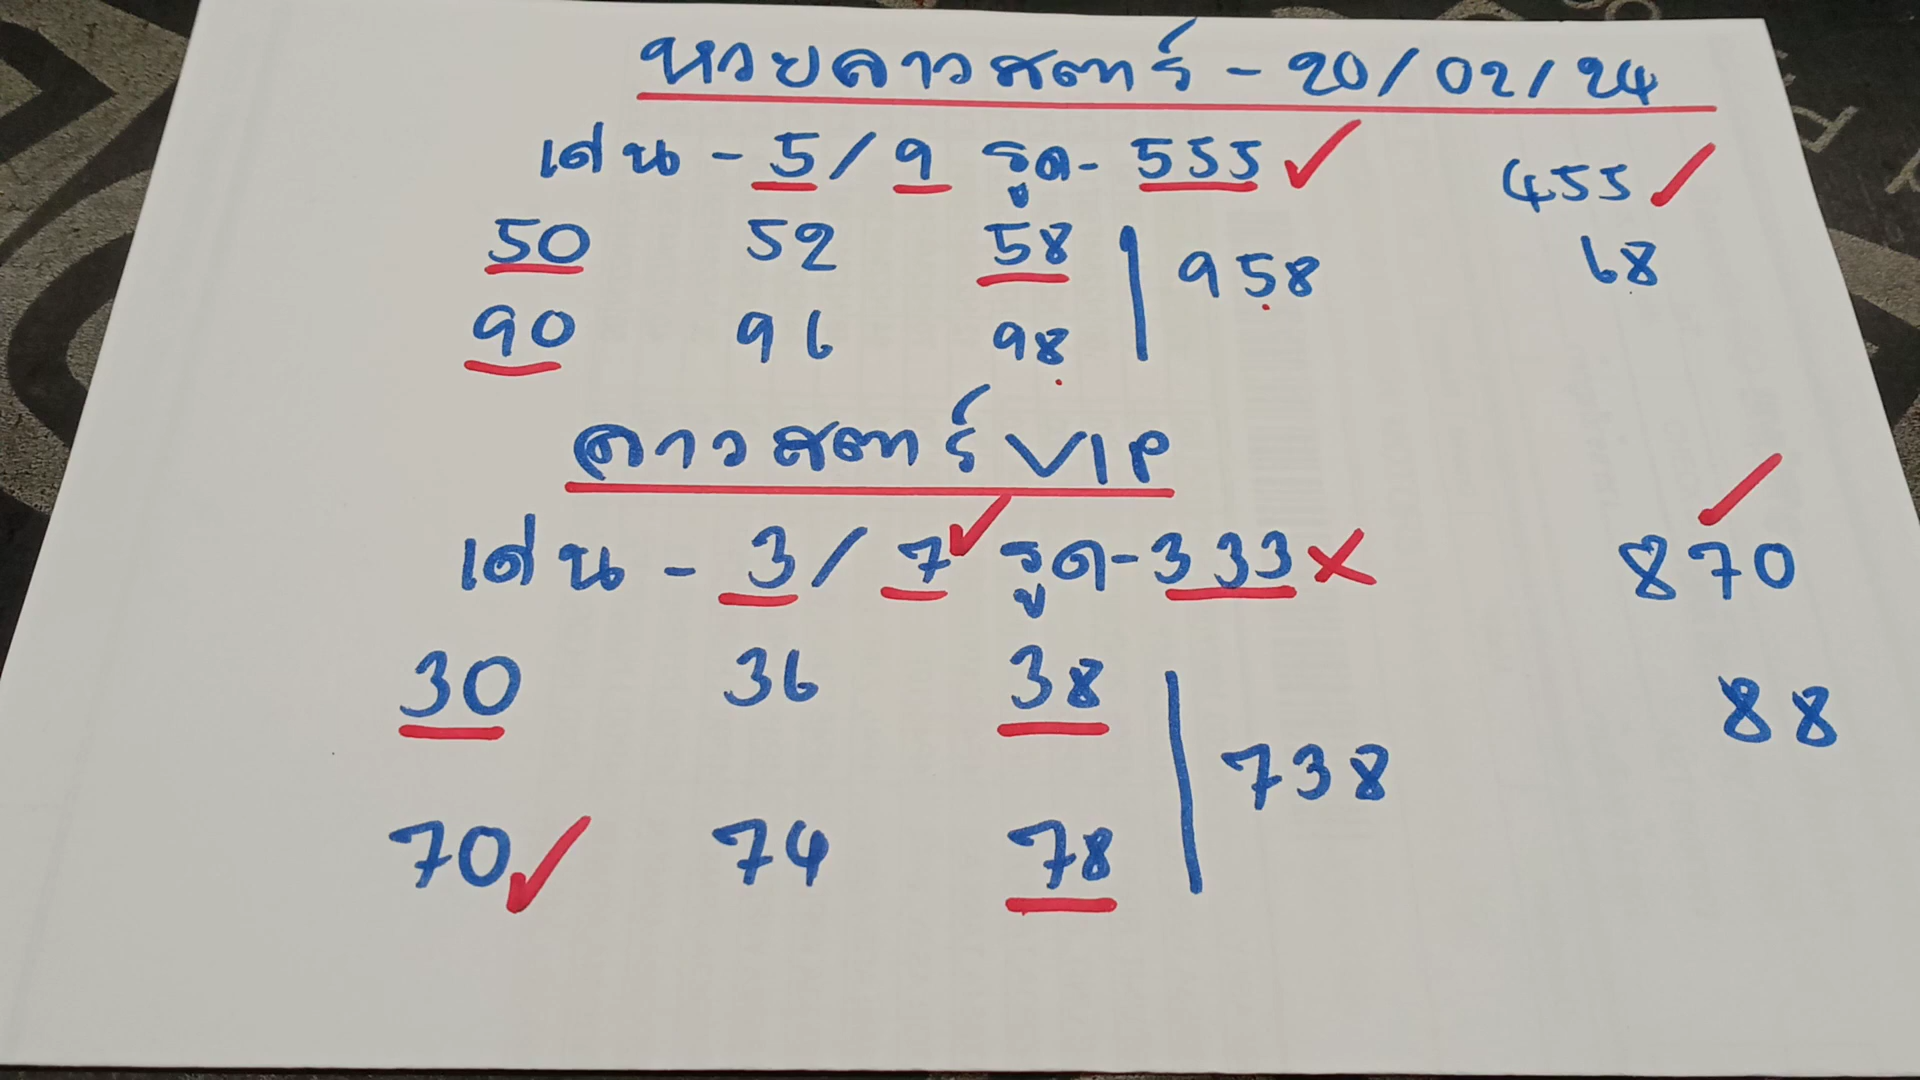 หวยลาวสตาร์ - 20/02/24
เด่น - 5/9 รูด- 555 455
50 52 58 958 68
90 96 98
ลาวสตาร์ VIP
เด่น - 3/7 รูด-333 870
30 36 38 738 88
70 74 78